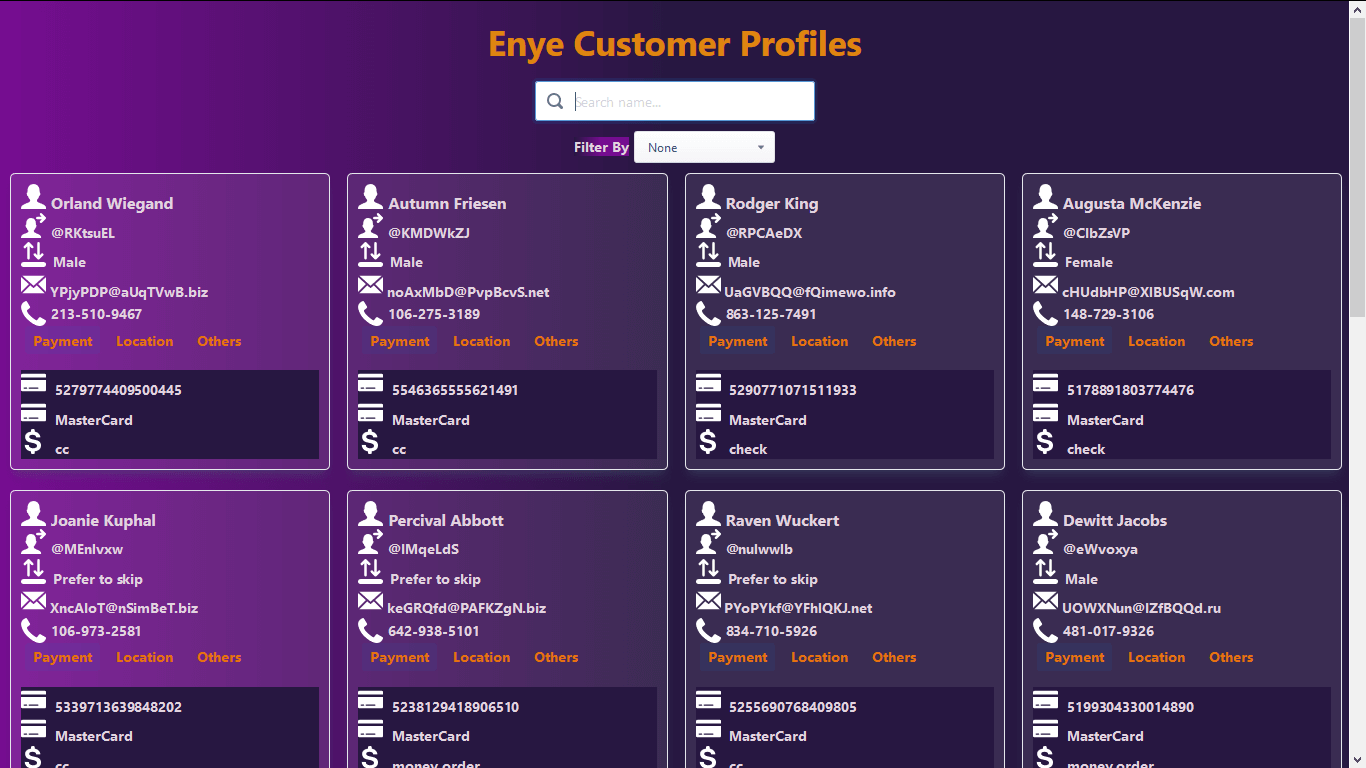 Enye Customer Profiles
Search name...
Filter By None
Orland Wiegand
@RKtsuEL
Male
YPjyPDP@aUqTVwB.biz
213-510-9467
Payment Location Others
5279774409500445
MasterCard
cc
Autumn Friesen
@KMDWkZJ
Male
noAxMbD@PvpBcvS.net
106-275-3189
Payment Location Others
5546365555621491
MasterCard
cc
Rodger King
@RPCAeDX
Male
UaGVBQQ@fQimewo.info
863-125-7491
Payment Location Others
5290771071511933
MasterCard
check
Augusta McKenzie
@ClbZsVP
Female
cHUdbHP@XlBUSqW.com
148-729-3106
Payment Location Others
5178891803774476
MasterCard
check
Joanie Kuphal
@MEnlvxw
Prefer to skip
XncAIoT@nSimBeT.biz
106-973-2581
Payment Location Others
5339713639848202
MasterCard
cc
Percival Abbott
@IMqeLdS
Prefer to skip
keGRQfd@PAFKZgN.biz
642-938-5101
Payment Location Others
5238129418906510
MasterCard
money order
Raven Wuckert
@nulwwlb
Prefer to skip
PYoPYkf@YFhlQKJ.net
834-710-5926
Payment Location Others
5255690768409805
MasterCard
cc
Dewitt Jacobs
@eWvoxya
Male
UOWXNun@lZfBQQd.ru
481-017-9326
Payment Location Others
5199304330014890
MasterCard
money order